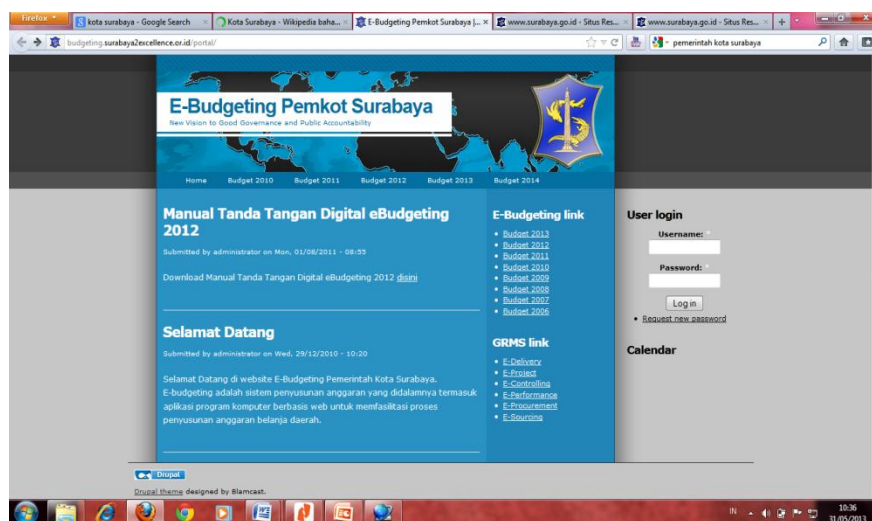 Firefox
kota surabaya - Google Search
Kota Surabaya - Wikipedia baha...
E-Budgeting Pemkot Surabaya |...
www.surabaya.go.id - Situs Res...
www.surabaya.go.id - Situs Res...
budgeting.surabaya2excellence.or.id/portal/
pemerintah kota surabaya
E-Budgeting Pemkot Surabaya
New Vision to Good Governance and Public Accountability
Home Budget 2010 Budget 2011 Budget 2012 Budget 2013 Budget 2014
Manual Tanda Tangan Digital eBudgeting
2012
Submitted by administrator on Mon, 01/08/2011 - 08:55
Download Manual Tanda Tangan Digital eBudgeting 2012 disini
Selamat Datang
Submitted by administrator on Wed, 29/12/2010 - 10:20
Selamat Datang di website E-Budgeting Pemerintah Kota Surabaya.
E-budgeting adalah sistem penyusunan anggaran yang didalamnya termasuk
aplikasi program komputer berbasis web untuk memfasilitasi proses
penyusunan anggaran belanja daerah.
E-Budgeting link
Budget 2013
Budget 2012
Budget 2011
Budget 2010
Budget 2009
Budget 2008
Budget 2007
Budget 2006
GRMS link
E-Delivery
E-Project
E-Controlling
E-Performance
E-Procurement
E-Sourcing
User login
Username: *
Password: *
Log in
Request new password
Calendar
Drupal
Drupal theme designed by Blamcast.
IN
10:36
31/05/2013